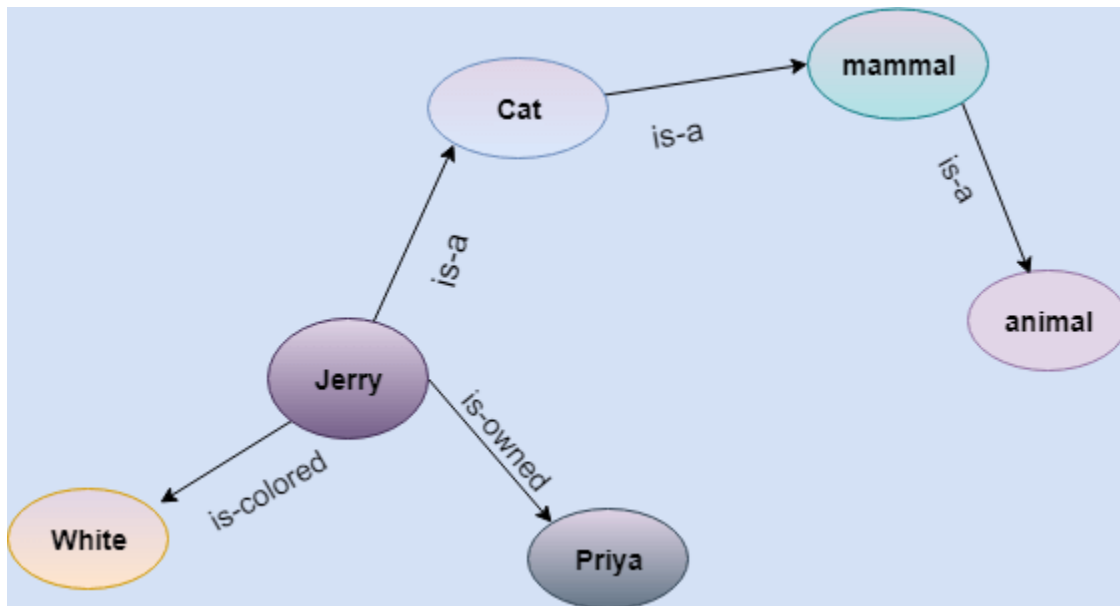 mammal
Cat
is-a
is-a
is-a
animal
Jerry
is-owned
is-colored
White
Priya